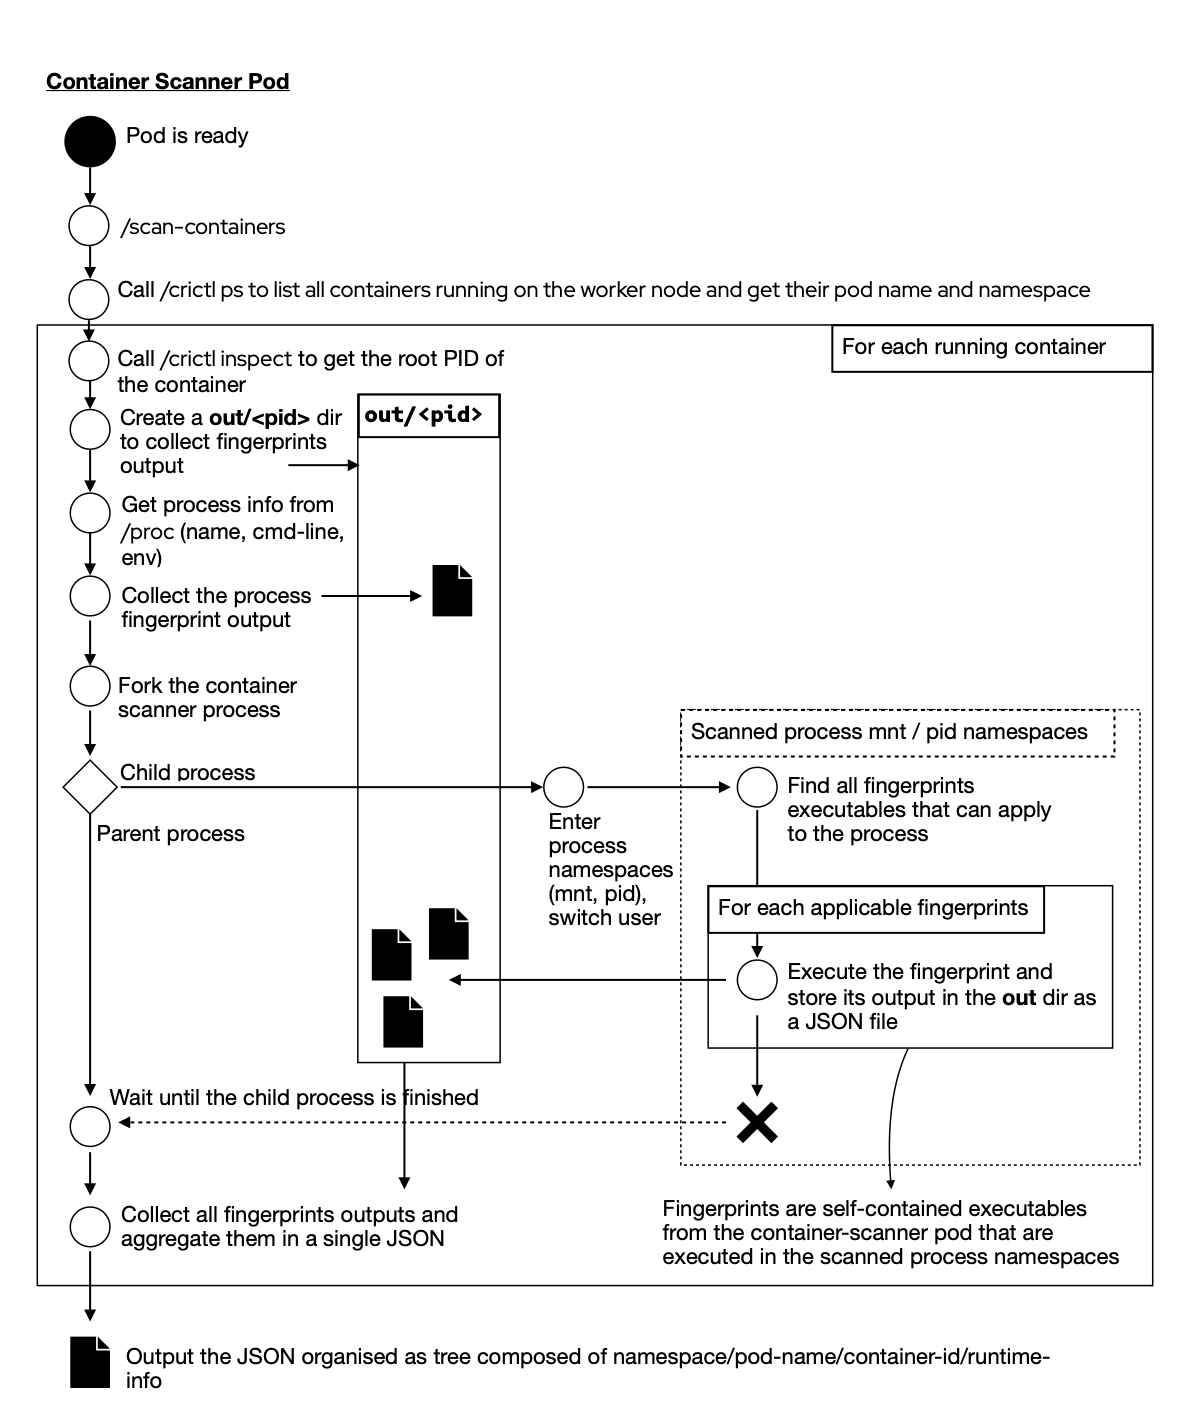 Container Scanner Pod
Pod is ready
/scan-containers
Call /crictl ps to list all containers running on the worker node and get their pod name and namespace
For each running container
Call /crictl inspect to get the root PID of
the container
Create a out/<pid> dir
to collect fingerprints
output
out/<pid>
Get process info from
/proc (name, cmd-line,
env)
Collect the process
fingerprint output
Fork the container
scanner process
Scanned process mnt / pid namespaces
Child process
Parent process
Enter
process
namespaces
(mnt, pid),
switch user
Find all fingerprints
executables that can apply
to the process
For each applicable fingerprints
Execute the fingerprint and
store its output in the out dir as
a JSON file
Wait until the child process is finished
Collect all fingerprints outputs and
aggregate them in a single JSON
Fingerprints are self-contained executables
from the container-scanner pod that are
executed in the scanned process namespaces
Output the JSON organised as tree composed of namespace/pod-name/container-id/runtime-
info